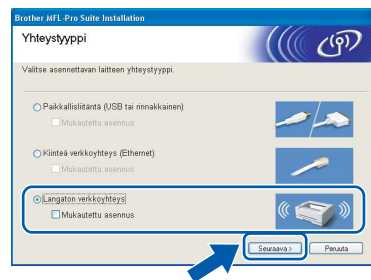 Brother MFL-Pro Suite Installation
Yhteystyyppi
Valitse asennettavan laitteen yhteystyyppi.
Paikallisliitäntä (USB tai rinnakkainen)
Mukautettu asennus
Kiinteä verkkoyhteys (Ethernet)
Mukautettu asennus
Langaton verkkoyhteys
Mukautettu asennus
Seuraava >
Peruuta